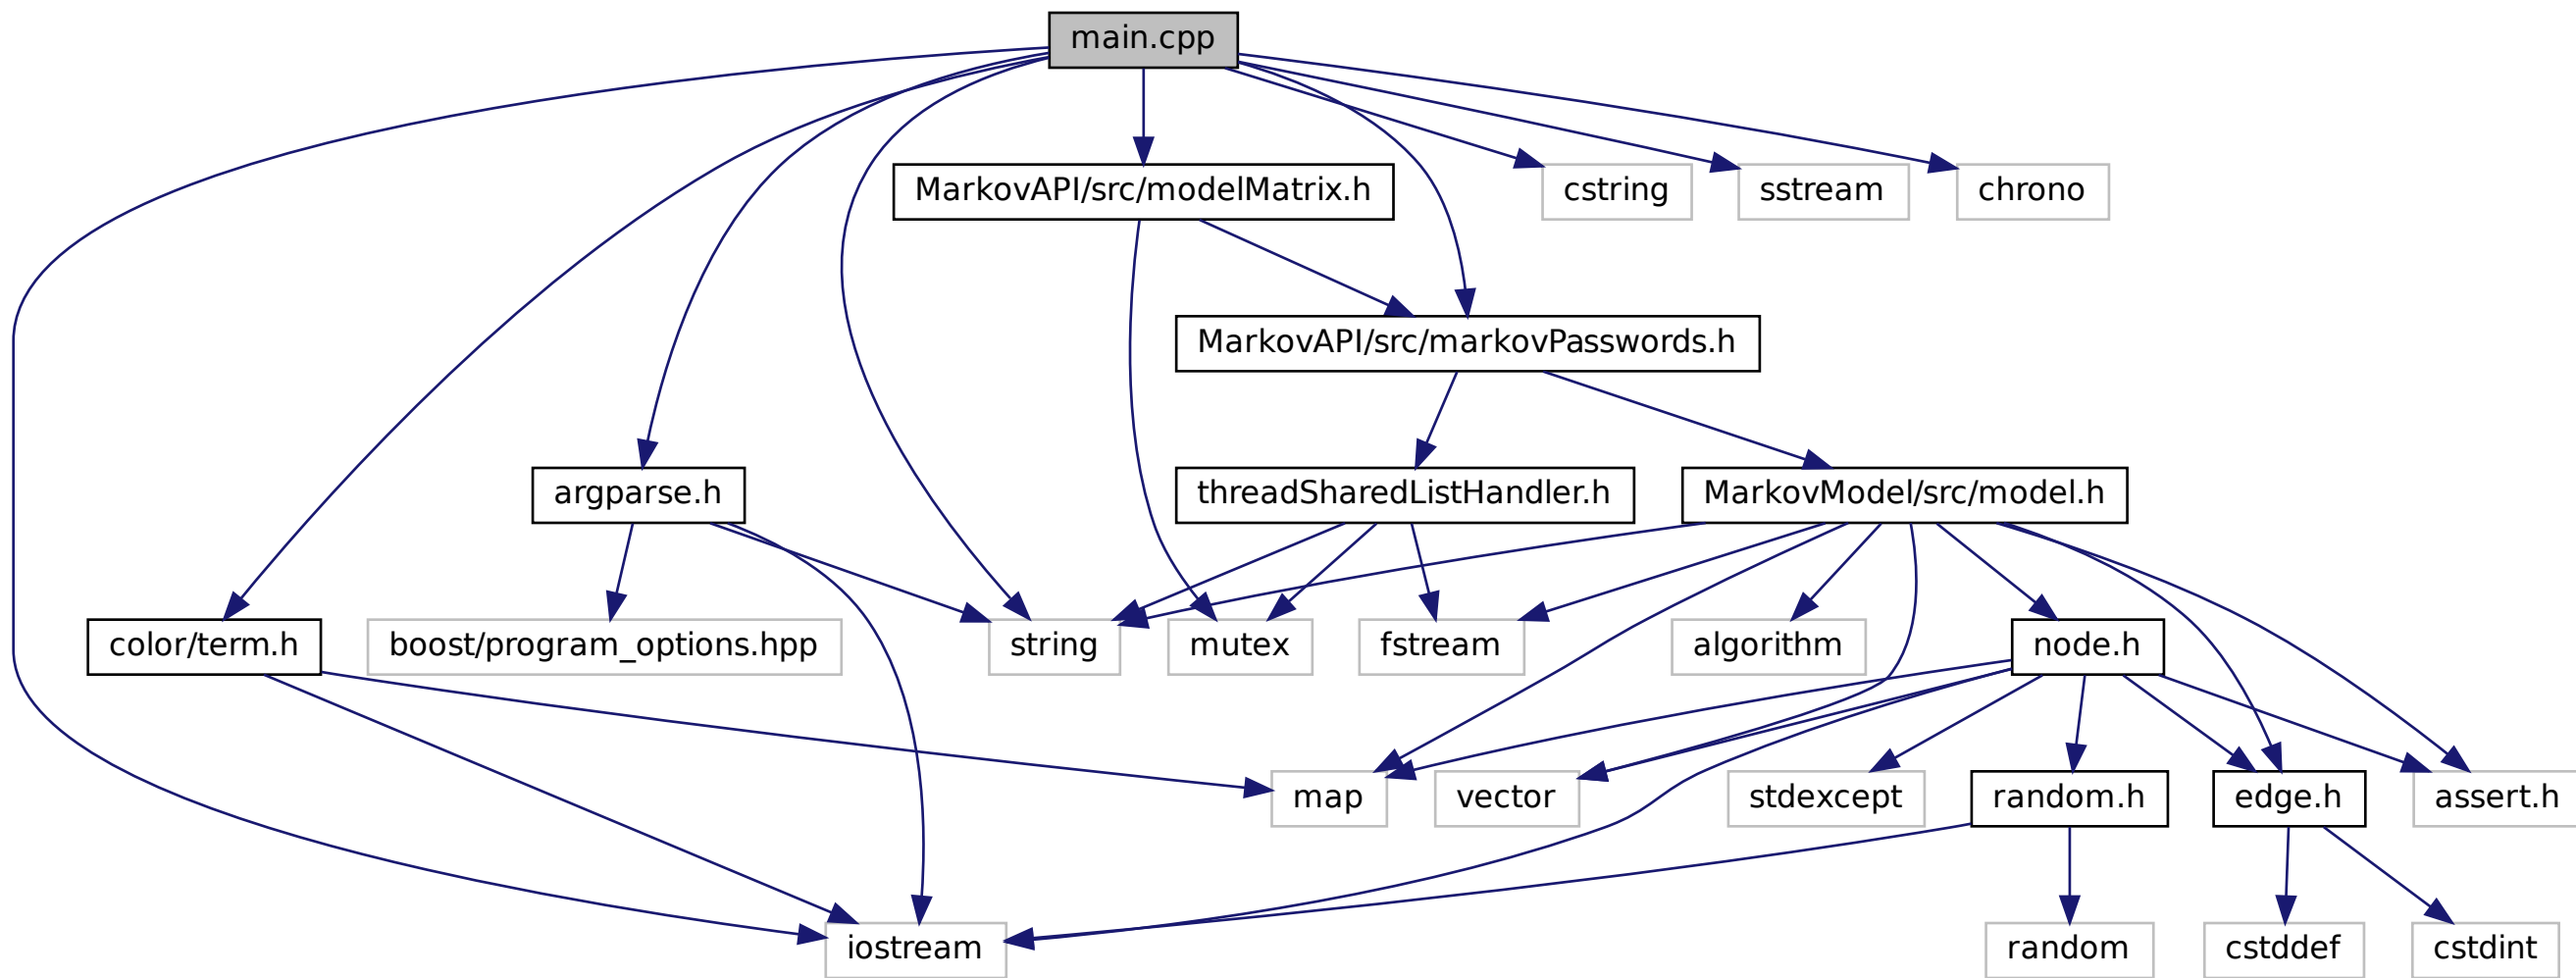 main.cpp
MarkovAPI/src/modelMatrix.h
cstring
sstream
chrono
MarkovAPI/src/markovPasswords.h
argparse.h
threadSharedListHandler.h
MarkovModel/src/model.h
color/term.h
boost/program_options.hpp
string
mutex
fstream
algorithm
node.h
map
vector
stdexcept
random.h
edge.h
assert.h
iostream
random
cstddef
cstdint